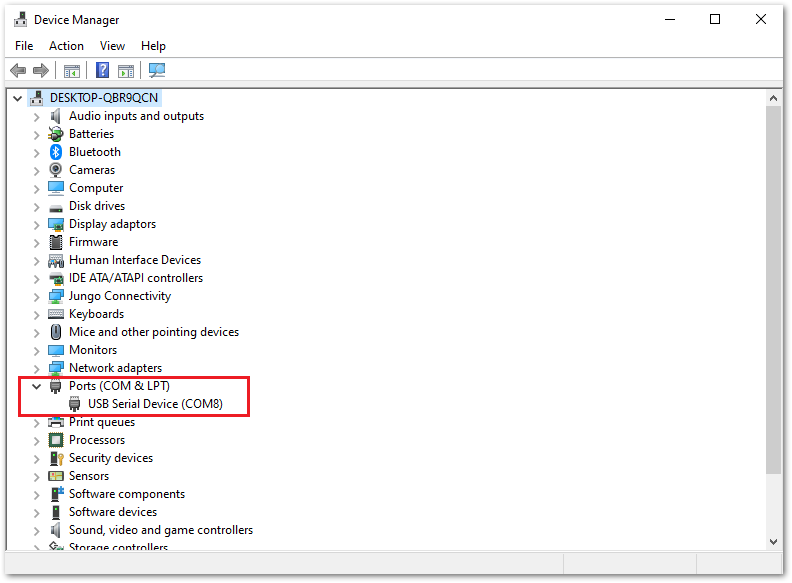 Device Manager
File Action View Help
DESKTOP-QBR9QCN
Audio inputs and outputs
Batteries
Bluetooth
Cameras
Computer
Disk drives
Display adaptors
Firmware
Human Interface Devices
IDE ATA/ATAPI controllers
Jungo Connectivity
Keyboards
Mice and other pointing devices
Monitors
Network adapters
Ports (COM & LPT)
USB Serial Device (COM8)
Print queues
Processors
Security devices
Sensors
Software components
Software devices
Sound, video and game controllers
Storage controllers